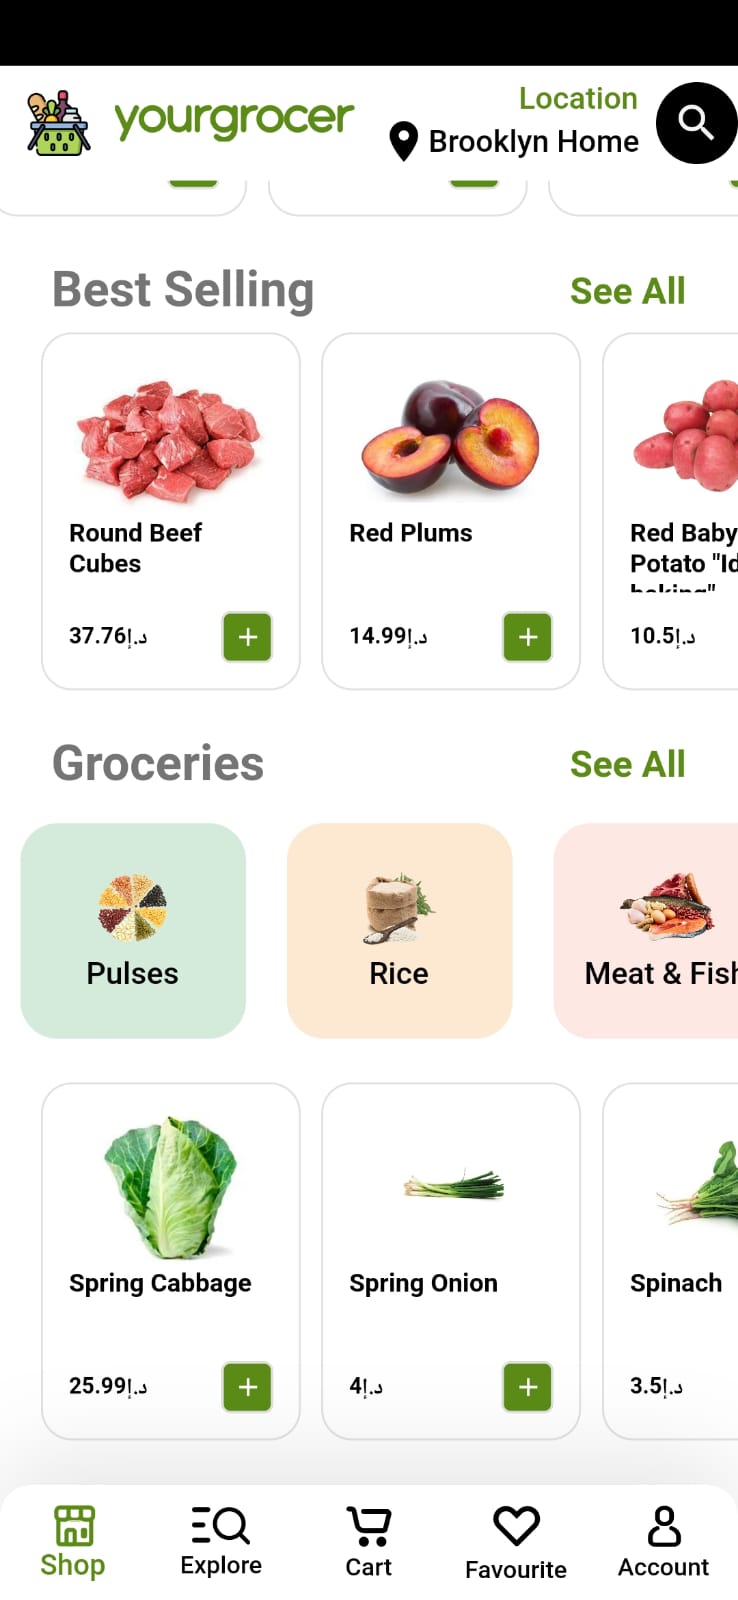 yourgrocer
Location
Brooklyn Home
Best Selling
See All
Round Beef
Cubes
Red Plums
Red Baby
Potato "Id
baking"
37.76د.إ
14.99د.إ
10.5د.إ
Groceries
See All
Pulses
Rice
Meat & Fish
Spring Cabbage
Spring Onion
Spinach
25.99د.إ
4د.إ
3.5د.إ
Shop
Explore
Cart
Favourite
Account